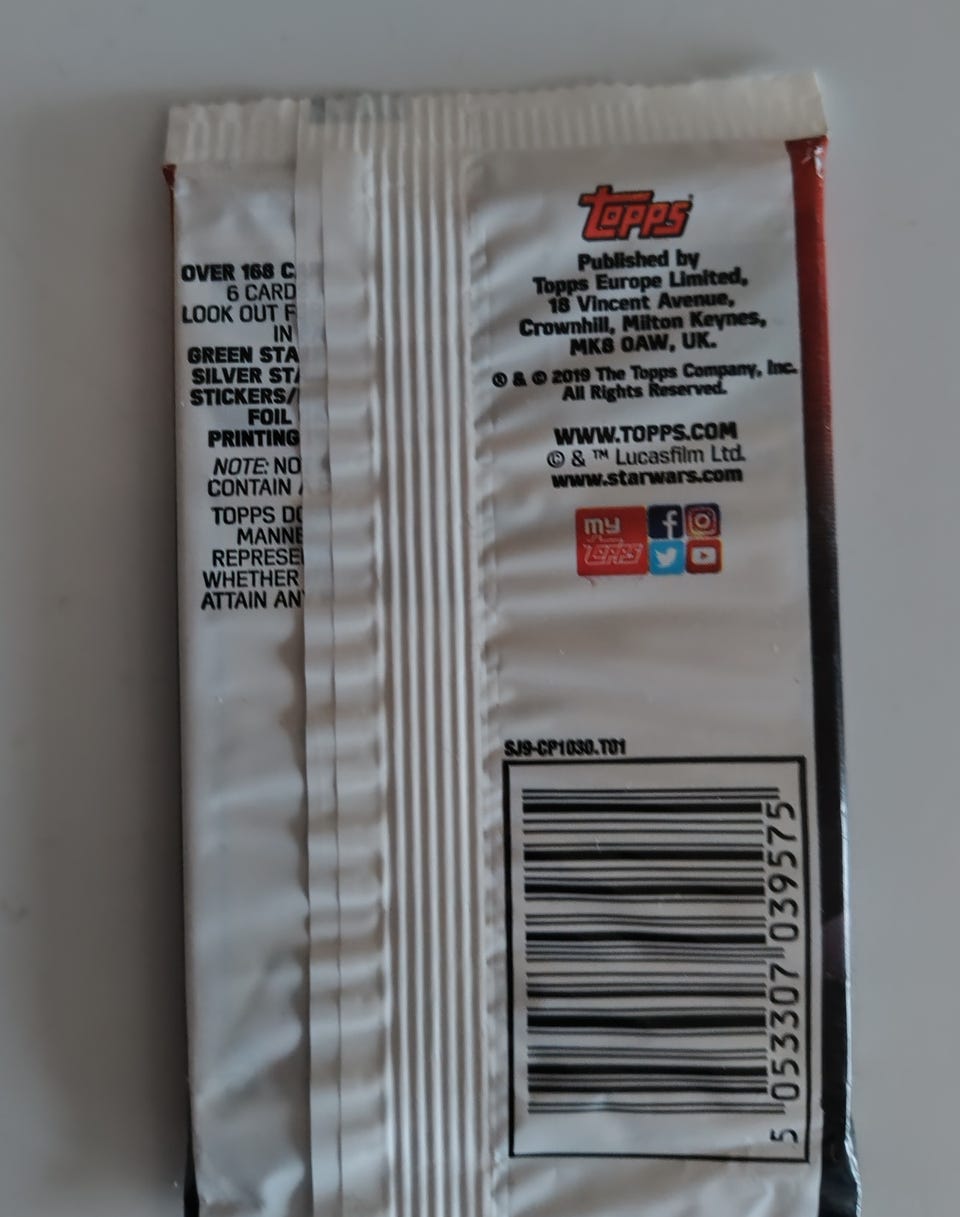 OVER 168 C
6 CARD
LOOK OUT F
IN
GREEN STA
SILVER STA
STICKERS/
FOIL
PRINTING
NOTE: NO
CONTAIN
TOPPS DO
MANNE
REPRESE
WHETHER
ATTAIN AN
Topps
Published by
Topps Europe Limited,
18 Vincent Avenue,
Crownhill, Milton Keynes,
MK8 0AW, UK.
® & © 2019 The Topps Company, Inc.
All Rights Reserved.
WWW.TOPPS.COM
© & ™ Lucasfilm Ltd.
www.starwars.com
my
Topps
SJ9-CP1030.T01
5 053307 039575